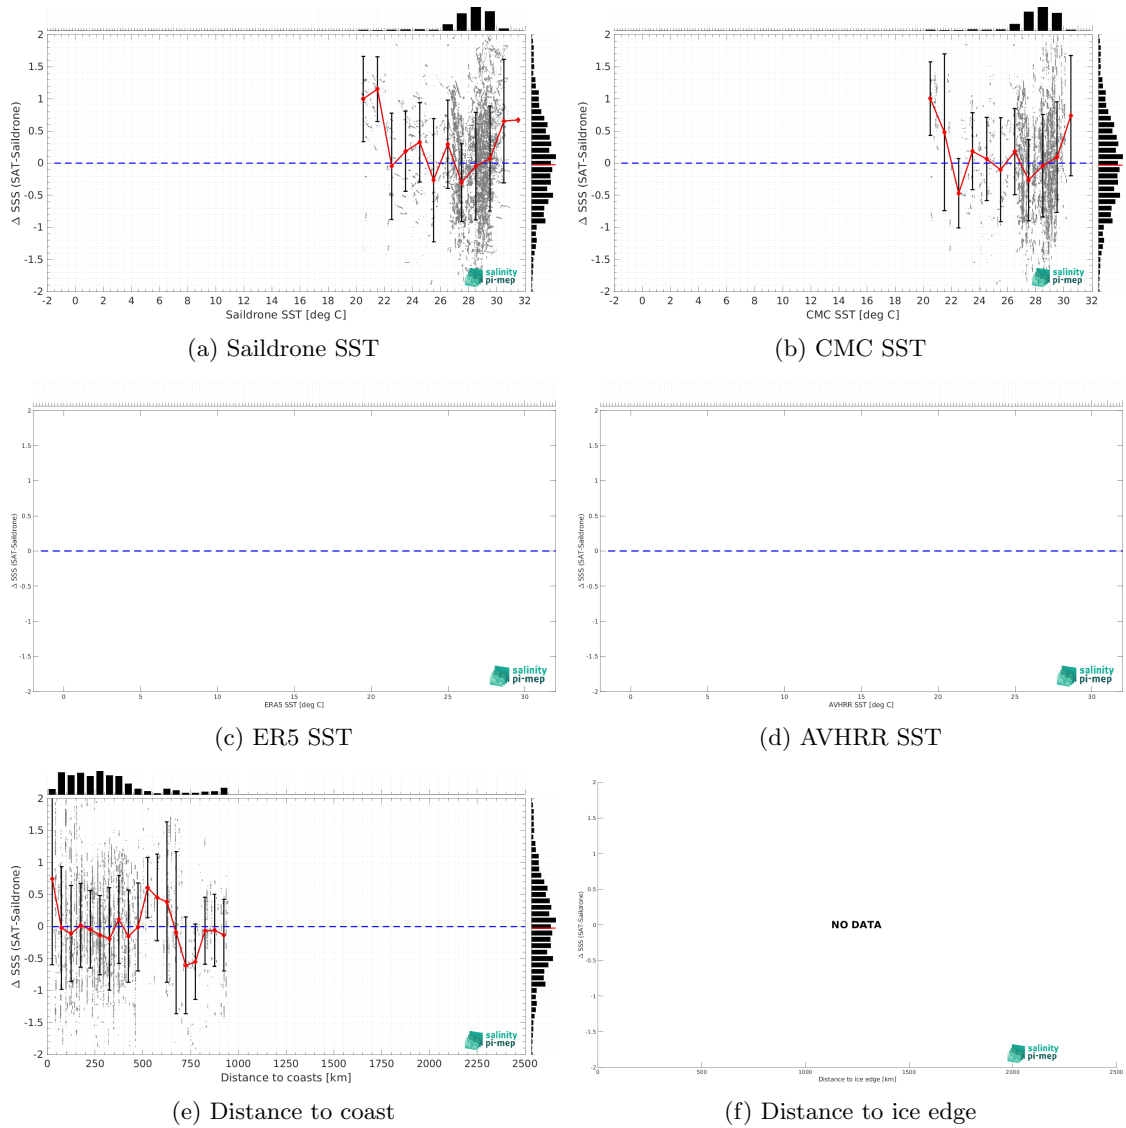 2
1.5
1
0.5
0
-0.5
-1
-1.5
-2
Δ SSS (SAT-Saildrone)
-2 0 2 4 6 8 10 12 14 16 18 20 22 24 26 28 30 32
Saildrone SST [deg C]
salinity
pi-mep
(a) Saildrone SST
2
1.5
1
0.5
0
-0.5
-1
-1.5
-2
Δ SSS (SAT-Saildrone)
-2 0 2 4 6 8 10 12 14 16 18 20 22 24 26 28 30 32
CMC SST [deg C]
salinity
pi-mep
(b) CMC SST
2
1.5
1
0.5
0
-0.5
-1
-1.5
-2
Δ SSS (SAT-Saildrone)
0 5 10 15 20 25 30
ERA5 SST [deg C]
salinity
pi-mep
(c) ER5 SST
2
1.5
1
0.5
0
-0.5
-1
-1.5
-2
Δ SSS (SAT-Saildrone)
0 5 10 15 20 25 30
AVHRR SST [deg C]
salinity
pi-mep
(d) AVHRR SST
2
1.5
1
0.5
0
-0.5
-1
-1.5
-2
Δ SSS (SAT-Saildrone)
0 250 500 750 1000 1250 1500 1750 2000 2250 2500
Distance to coasts [km]
salinity
pi-mep
(e) Distance to coast
2
1.5
1
0.5
0
-0.5
-1
-1.5
-2
Δ SSS (SAT-Saildrone)
NO DATA
0 500 1000 1500 2000 2500
Distance to ice edge [km]
salinity
pi-mep
(f) Distance to ice edge